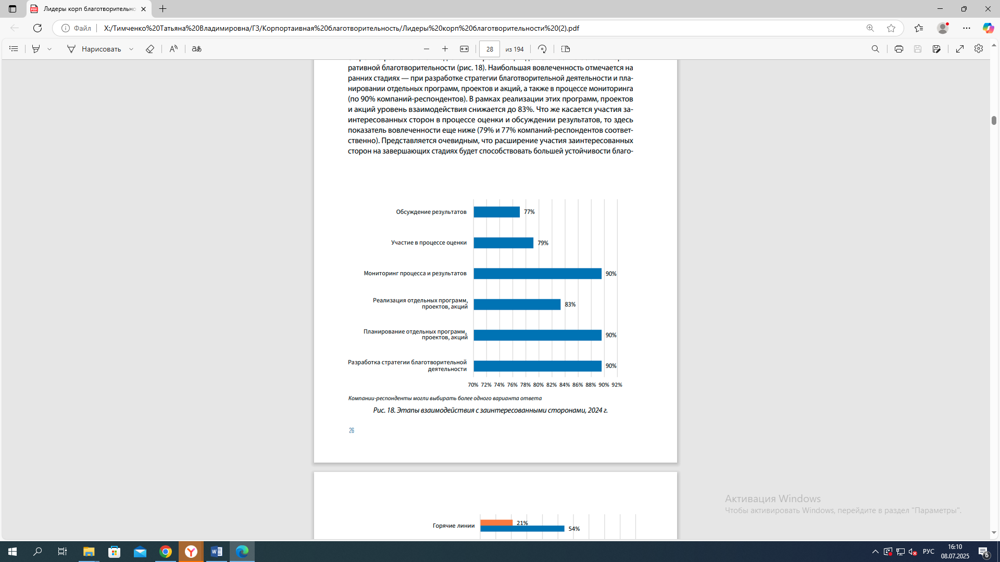 Лидеры корп благотворительно
Файл
X:/Тимченко%20Татьяна%20Владимировна/ГЗ/Корпортаивная%20благотворительность/Лидеры%20корп%20благотворительности%20(2).pdf
Нарисовать
аあ
28
из 194
ративной благотворительности (рис. 18). Наибольшая вовлеченность отмечается на
ранних стадиях — при разработке стратегии благотворительной деятельности и пла-
нировании отдельных программ, проектов и акций, а также в процессе мониторинга
(по 90% компаний-респондентов). В рамках реализации этих программ, проектов
и акций уровень взаимодействия снижается до 83%. Что же касается участия за-
интересованных сторон в процессе оценки и обсуждении результатов, то здесь
показатель вовлеченности еще ниже (79% и 77% компаний-респондентов соответ-
ственно). Представляется очевидным, что расширение участия заинтересованных
сторон на завершающих стадиях будет способствовать большей устойчивости благо-
Обсуждение результатов 77%
Участие в процессе оценки 79%
Мониторинг процесса и результатов 90%
Реализация отдельных программ,
проектов, акций
83%
Планирование отдельных программ,
проектов, акций
90%
Разработка стратегии благотворительной
деятельности
90%
70% 72% 74% 76% 78% 80% 82% 84% 86% 88% 90% 92%
Компании-респонденты могли выбирать более одного варианта ответа
Рис. 18. Этапы взаимодействия с заинтересованными сторонами, 2024 г.
26
Горячие линии
21%
54%
Активация Windows
Чтобы активировать Windows, перейдите в раздел "Параметры".
РУС
16:10
08.07.2025
6